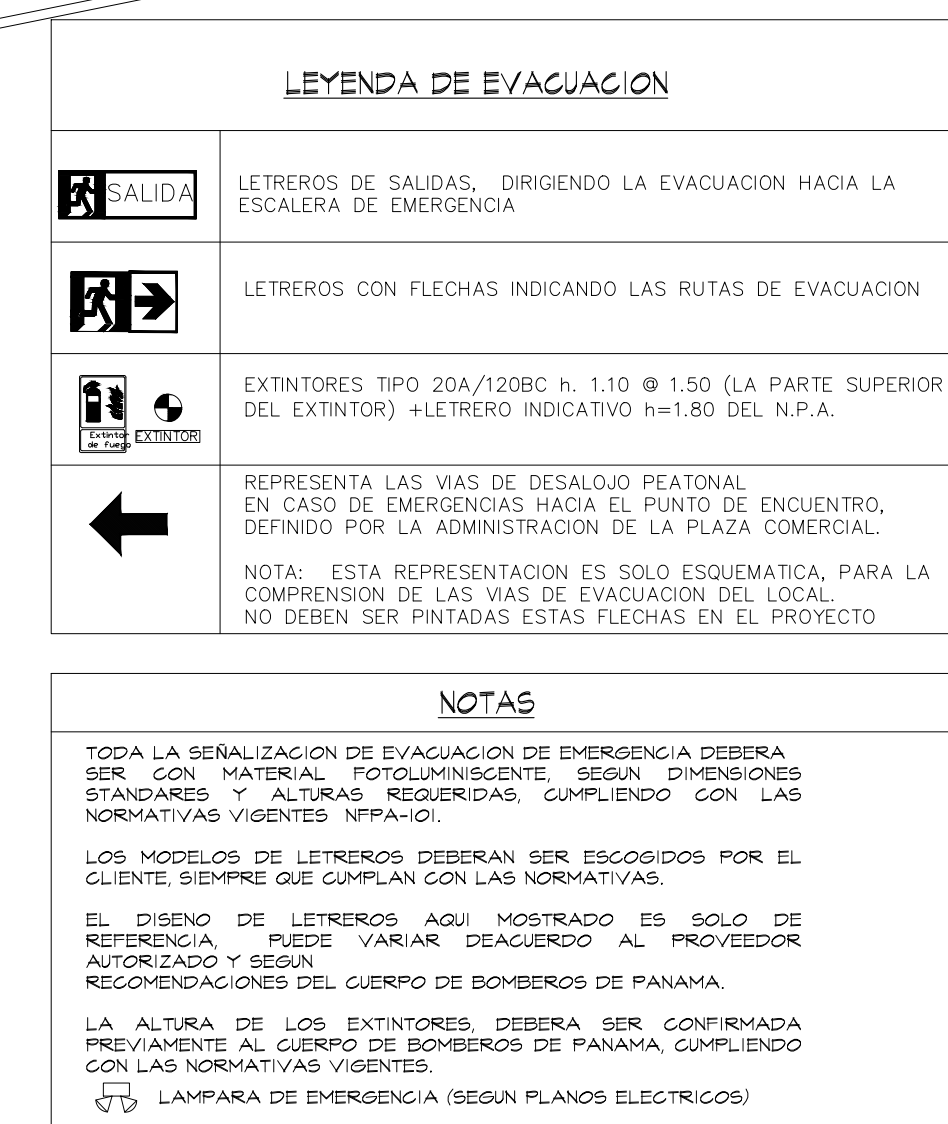 LEYENDA DE EVACUACION
SALIDA
LETREROS DE SALIDAS, DIRIGIENDO LA EVACUACION HACIA LA
ESCALERA DE EMERGENCIA
LETREROS CON FLECHAS INDICANDO LAS RUTAS DE EVACUACION
Extintor
de fuego
EXTINTOR
EXTINTORES TIPO 20A/120BC h. 1.10 @ 1.50 (LA PARTE SUPERIOR
DEL EXTINTOR) +LETRERO INDICATIVO h=1.80 DEL N.P.A.
REPRESENTA LAS VIAS DE DESALOJO PEATONAL
EN CASO DE EMERGENCIAS HACIA EL PUNTO DE ENCUENTRO,
DEFINIDO POR LA ADMINISTRACION DE LA PLAZA COMERCIAL.
NOTA: ESTA REPRESENTACION ES SOLO ESQUEMATICA, PARA LA
COMPRENSION DE LAS VIAS DE EVACUACION DEL LOCAL.
NO DEBEN SER PINTADAS ESTAS FLECHAS EN EL PROYECTO
NOTAS
TODA LA SEÑALIZACION DE EVACUACION DE EMERGENCIA DEBERA
SER CON MATERIAL FOTOLUMINISCENTE, SEGUN DIMENSIONES
STANDARES Y ALTURAS REQUERIDAS, CUMPLIENDO CON LAS
NORMATIVAS VIGENTES NFPA-101.
LOS MODELOS DE LETREROS DEBERAN SER ESCOGIDOS POR EL
CLIENTE, SIEMPRE QUE CUMPLAN CON LAS NORMATIVAS.
EL DISENO DE LETREROS AQUI MOSTRADO ES SOLO DE
REFERENCIA, PUEDE VARIAR DEACUERDO AL PROVEEDOR
AUTORIZADO Y SEGUN
RECOMENDACIONES DEL CUERPO DE BOMBEROS DE PANAMA.
LA ALTURA DE LOS EXTINTORES, DEBERA SER CONFIRMADA
PREVIAMENTE AL CUERPO DE BOMBEROS DE PANAMA, CUMPLIENDO
CON LAS NORMATIVAS VIGENTES.
LAMPARA DE EMERGENCIA (SEGUN PLANOS ELECTRICOS)